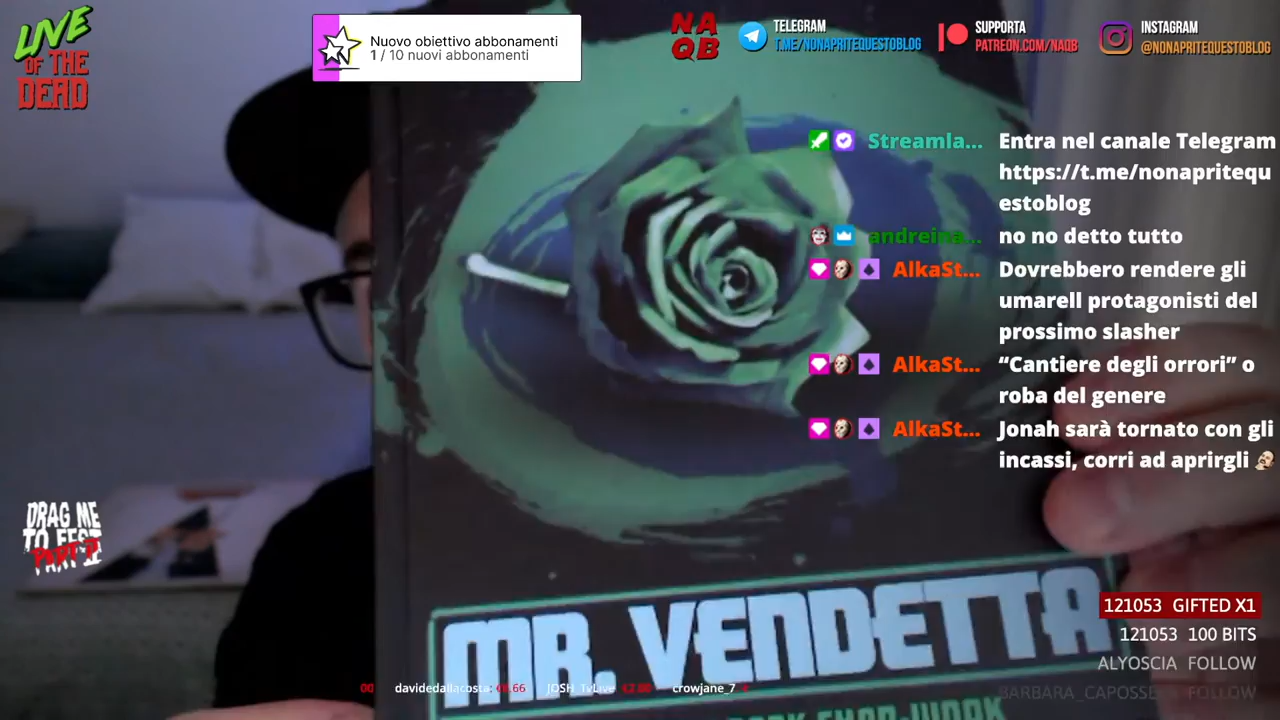 LIVE
OF THE
DEAD
Nuovo obiettivo abbonamenti
1 / 10 nuovi abbonamenti
NA
QB
TELEGRAM
T.ME/NONAPRITEQUESTOBLOG
SUPPORTA
PATREON.COM/NAQB
INSTAGRAM
@NONAPRITEQUESTOBLOG
Streamla... Entra nel canale Telegram
https://t.me/nonapritequ
estoblog
andreina... no no detto tutto
AlkaSt... Dovrebbero rendere gli
umarell protagonisti del
prossimo slasher
AlkaSt... “Cantiere degli orrori” o
roba del genere
AlkaSt... Jonah sarà tornato con gli
incassi, corri ad aprirgli
DRAG ME
TO FEST
PART II
MR. VENDETTA
121053 GIFTED X1
121053 100 BITS
ALYOSCIA FOLLOW
FOLLOW
davidedallacosta: JOSH_TvLive crowjane_7